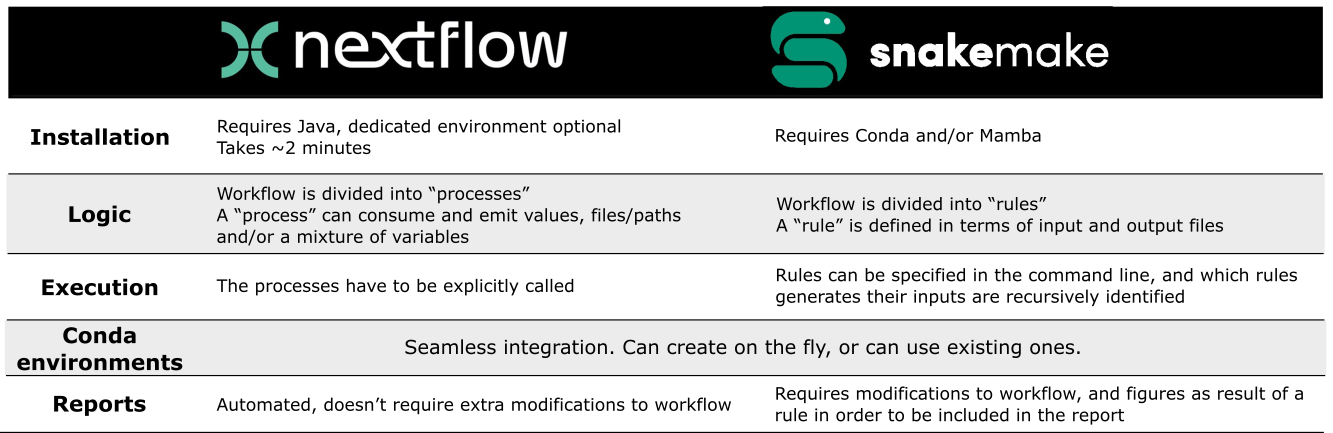 nextflow
snakemake
Installation
Requires Java, dedicated environment optional
Takes ~2 minutes
Requires Conda and/or Mamba
Logic
Workflow is divided into “processes”
A “process” can consume and emit values, files/paths
and/or a mixture of variables
Workflow is divided into “rules”
A “rule” is defined in terms of input and output files
Execution
The processes have to be explicitly called
Rules can be specified in the command line, and which rules
generates their inputs are recursively identified
Conda
environments
Seamless integration. Can create on the fly, or can use existing ones.
Reports
Automated, doesn’t require extra modifications to workflow
Requires modifications to workflow, and figures as result of a
rule in order to be included in the report